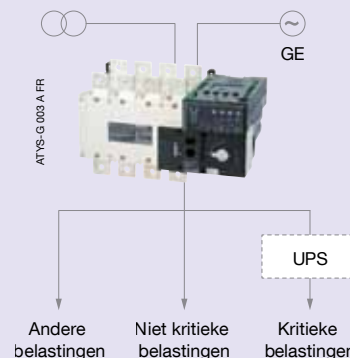 GE
ATYS-G 003 A FR
UPS
Andere
belastingen
Niet kritieke
belastingen
Kritieke
belastingen